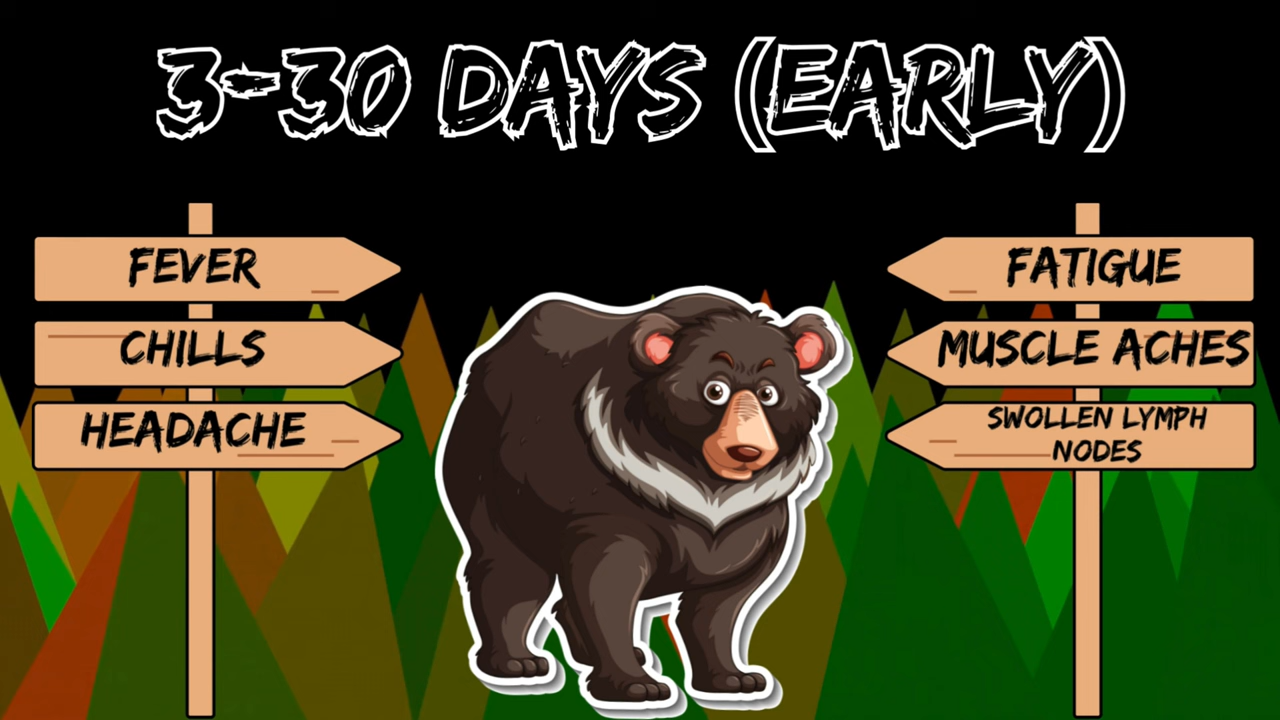 3-30 DAYS (EARLY)
FEVER
CHILLS
HEADACHE
FATIGUE
MUSCLE ACHES
SWOLLEN LYMPH
NODES